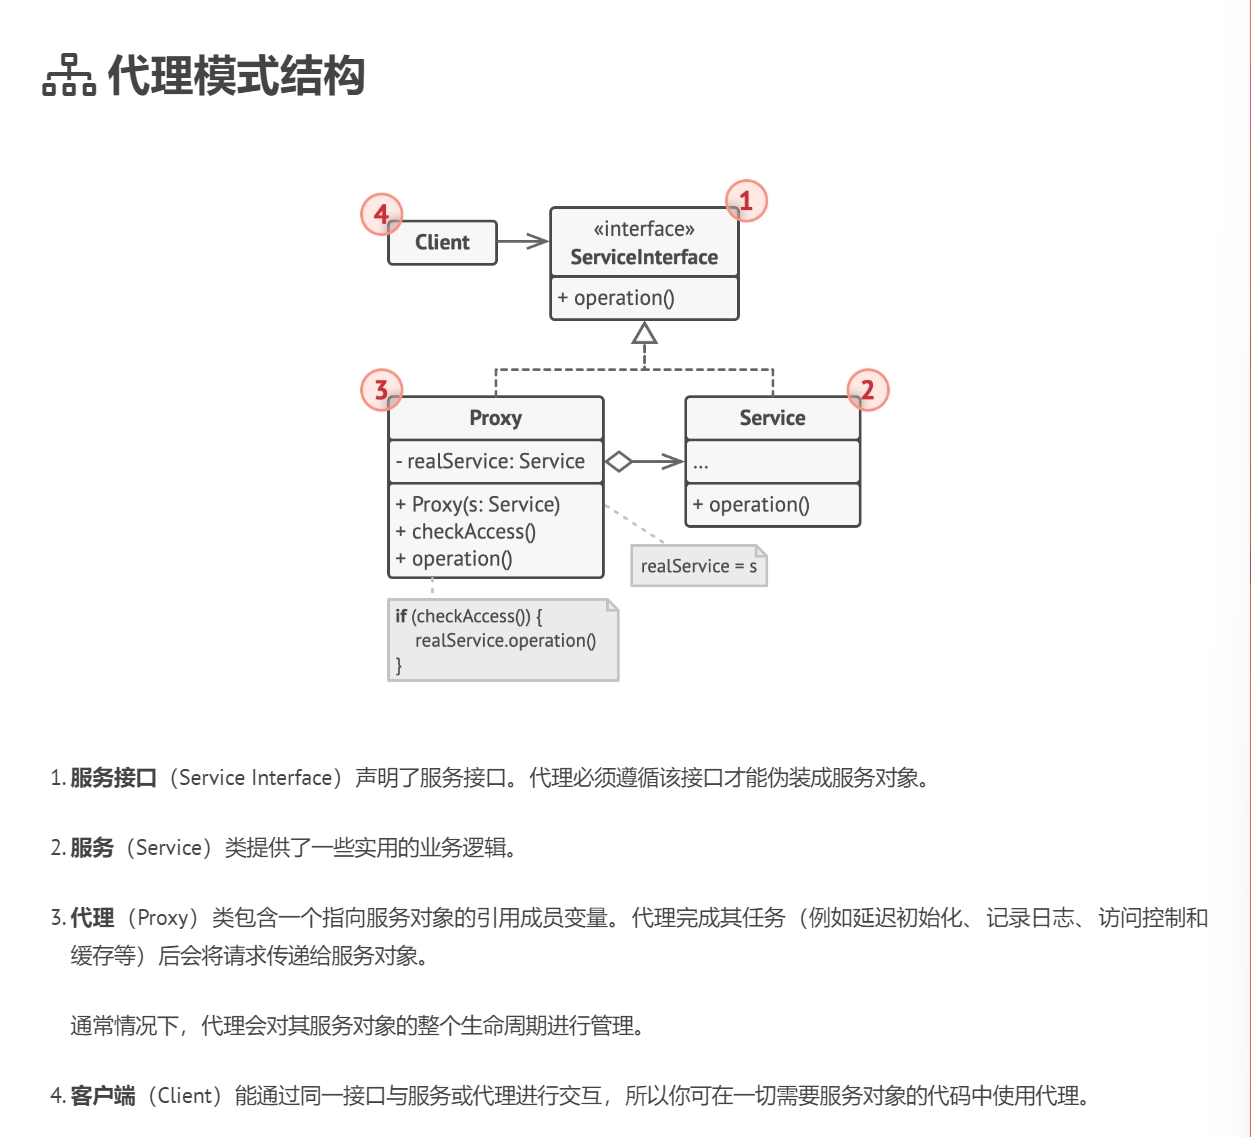 代理模式结构
4
Client
1
«interface»
ServiceInterface
+ operation()
3
Proxy
- realService: Service
+ Proxy(s: Service)
+ checkAccess()
+ operation()
2
Service
...
+ operation()
realService = s
if (checkAccess()) {
realService.operation()
}
1. 服务接口（Service Interface）声明了服务接口。代理必须遵循该接口才能伪装成服务对象。
2. 服务（Service）类提供了一些实用的业务逻辑。
3. 代理（Proxy）类包含一个指向服务对象的引用成员变量。代理完成其任务（例如延迟初始化、记录日志、访问控制和
缓存等）后会将请求传递给服务对象。
通常情况下，代理会对其服务对象的整个生命周期进行管理。
4. 客户端（Client）能通过同一接口与服务或代理进行交互，所以你可在一切需要服务对象的代码中使用代理。